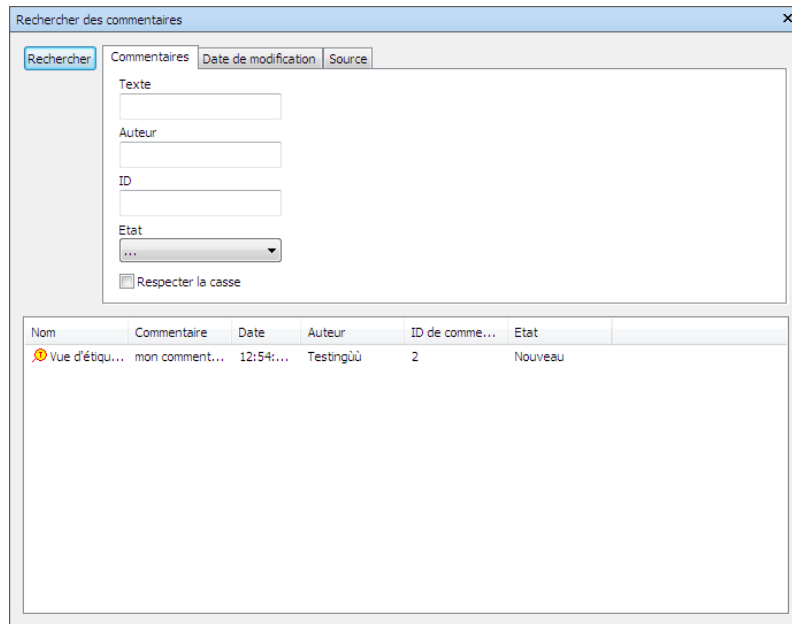 Rechercher des commentaires
Rechercher Commentaires Date de modification Source
Texte
Auteur
ID
Etat
...
Respecter la casse
Nom Commentaire Date Auteur ID de comme... Etat
Vue d'étiqu... mon comment... 12:54:... Testingùù 2 Nouveau